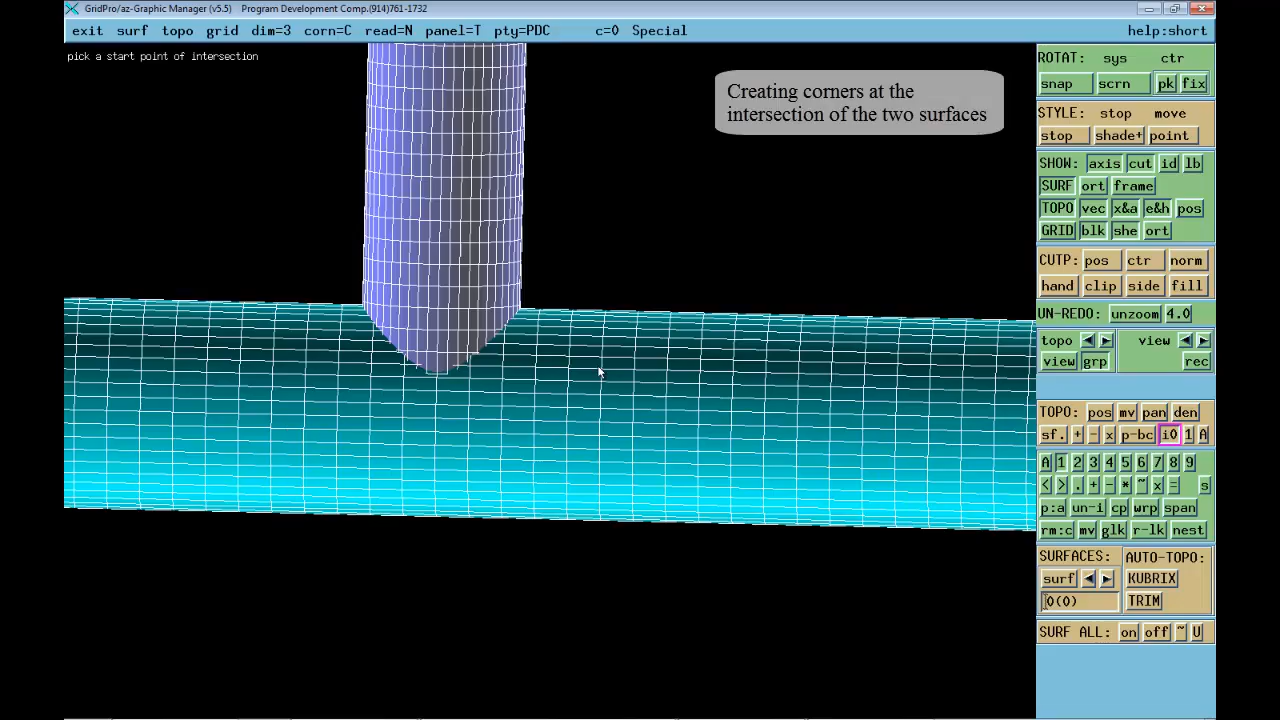 GridPro/az-Graphic Manager (v5.5) Program Development Comp.(914)761-1732
exit surf topo grid dim=3 corn=C read=N panel=T pty=PDC c=0 Special help:short
pick a start point of intersection
Creating corners at the
intersection of the two surfaces
ROTAT: sys ctr
snap scrn pk fix
STYLE: stop move
stop shade+ point
SHOW: axis cut id lb
SURF ort frame
TOPO vec x&a e&h pos
GRID blk she ort
CUTP: pos ctr norm
hand clip side fill
UN-REDO: unzoom 4.0
topo view
view grp rec
TOPO: pos mv pan den
sf. + - x p-bc i0 1 A
A 1 2 3 4 5 6 7 8 9
< > . + - * ~ x = s
p:a un-i cp wrp span
rm:c mv glk r-lk nest
SURFACES: AUTO-TOPO:
surf KUBRIX
0(0) TRIM
SURF ALL: on off ~ U